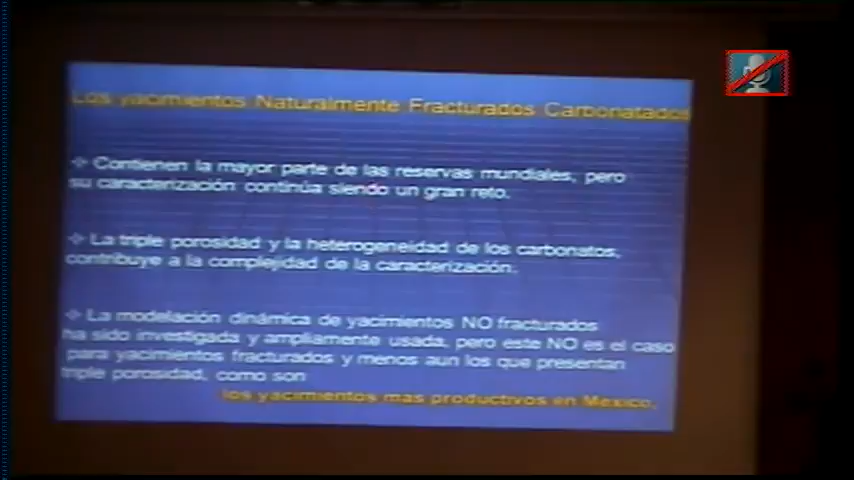 Los yacimientos Naturalmente Fracturados Carbonatados
Contienen la mayor parte de las reservas mundiales, pero
su caracterización continúa siendo un gran reto.
La triple porosidad y la heterogeneidad de los carbonatos,
contribuye a la complejidad de la caracterización.
La modelación dinámica de yacimientos NO fracturados
ha sido investigada y ampliamente usada, pero este NO es el caso
para yacimientos fracturados y menos aun los que presentan
triple porosidad, como son
los yacimientos mas productivos en Mexico.